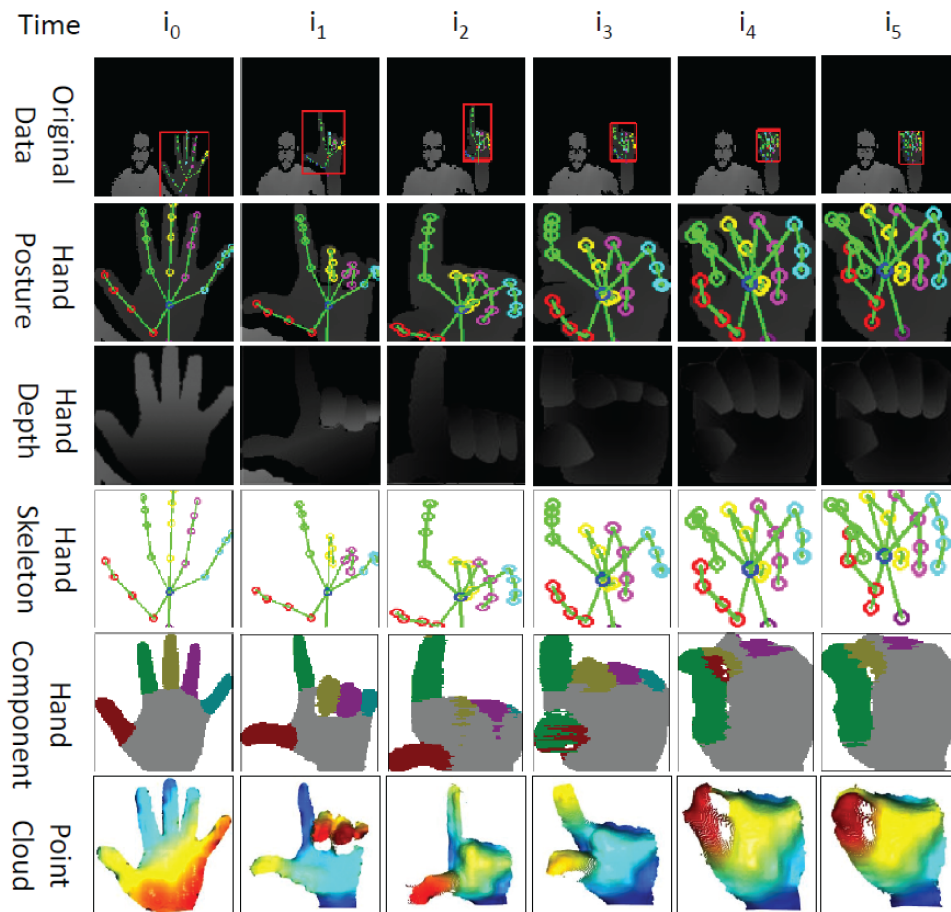 Time i₀ i₁ i₂ i₃ i₄ i₅
Original
Data
Hand
Posture
Hand
Depth
Hand
Skeleton
Hand
Component
Point
Cloud